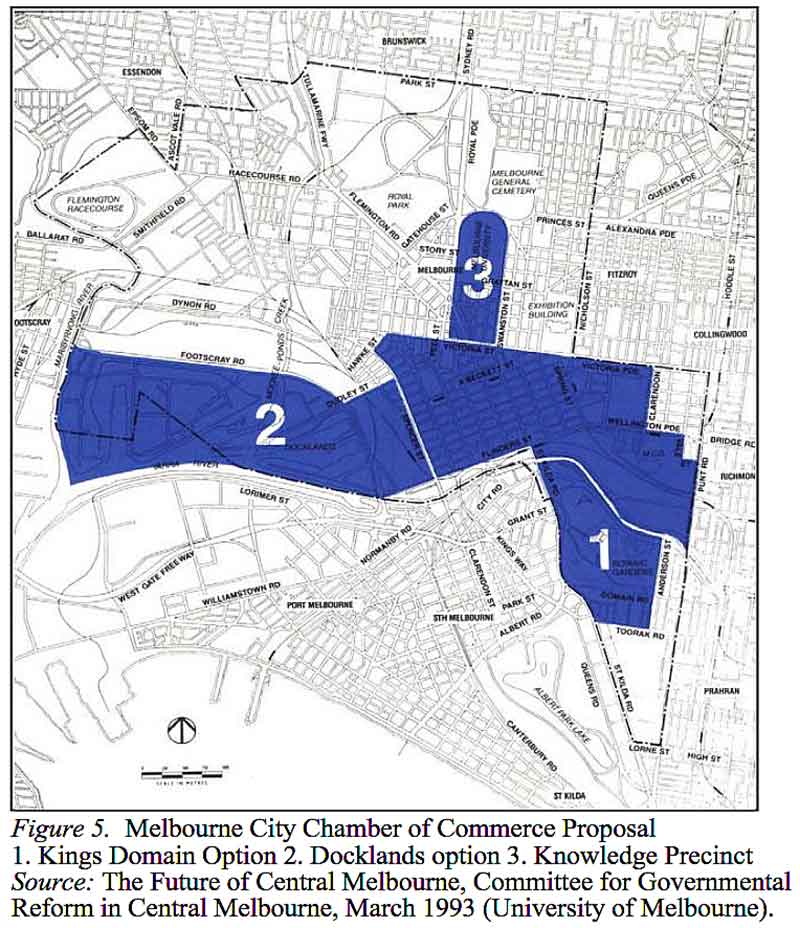 BRUNSWICK
SYDNEY RD
ESSENDON
PARK ST
TULLAMARINE FWY
EPSOM RD
ASCOT VALE RD
ROYAL PDE
RACECOURSE RD
MELBOURNE
GENERAL
CEMETERY
QUEENS PDE
FLEMINGTON
RACECOURSE
ROYAL
PARK
SMITHFIELD RD
FLEMINGTON RD
GATEHOUSE ST
PRINCES ST
ALEXANDRA PDE
BALLARAT RD
STORY ST
MELBOURNE
UNIVERSITY
3
GRATTAN ST
FITZROY
HODDLE ST
MARIBYRNONG RIVER
DYNON RD
MOONEE PONDS CREEK
EXHIBITION
BUILDING
NICHOLSON ST
OOTSCRAY
HYDE ST
COLLINGWOOD
FOOTSCRAY RD
HAWKE ST
PEEL ST
SWANSTON ST
VICTORIA ST
VICTORIA PDE
A'BECKETT ST
SPRING ST
CLARENDON
DUDLEY ST
2
DOCKLANDS
SPENCER ST
WELLINGTON PDE
FLINDERS ST
M.C.G.
BRIDGE RD
PUNT RD
RICHMON
YARRA RIVER
LORIMER ST
CITY RD
GRANT ST
KINGS WAY
1
BOTANIC
GARDENS
ANDERSON ST
NORMANBY RD
WEST GATE FREEWAY
WILLIAMSTOWN RD
CLARENDON ST
DOMAIN RD
PORT MELBOURNE
STH MELBOURNE
PARK ST
ALBERT RD
TOORAK RD
QUEENS RD
ST KILDA RD
PRAHRAN
ALBERT PARK LAKE
CANTERBURY RD
LORNE ST
HIGH ST
ST KILDA
SCALE IN METRES
Figure 5. Melbourne City Chamber of Commerce Proposal
1. Kings Domain Option 2. Docklands option 3. Knowledge Precinct
Source: The Future of Central Melbourne, Committee for Governmental
Reform in Central Melbourne, March 1993 (University of Melbourne).